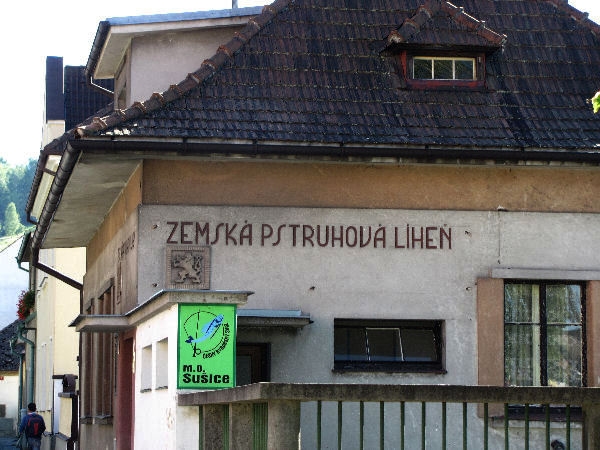 ZEMSKÁ PSTRUHOVÁ LÍHEŇ
M.O.
SUŠICE